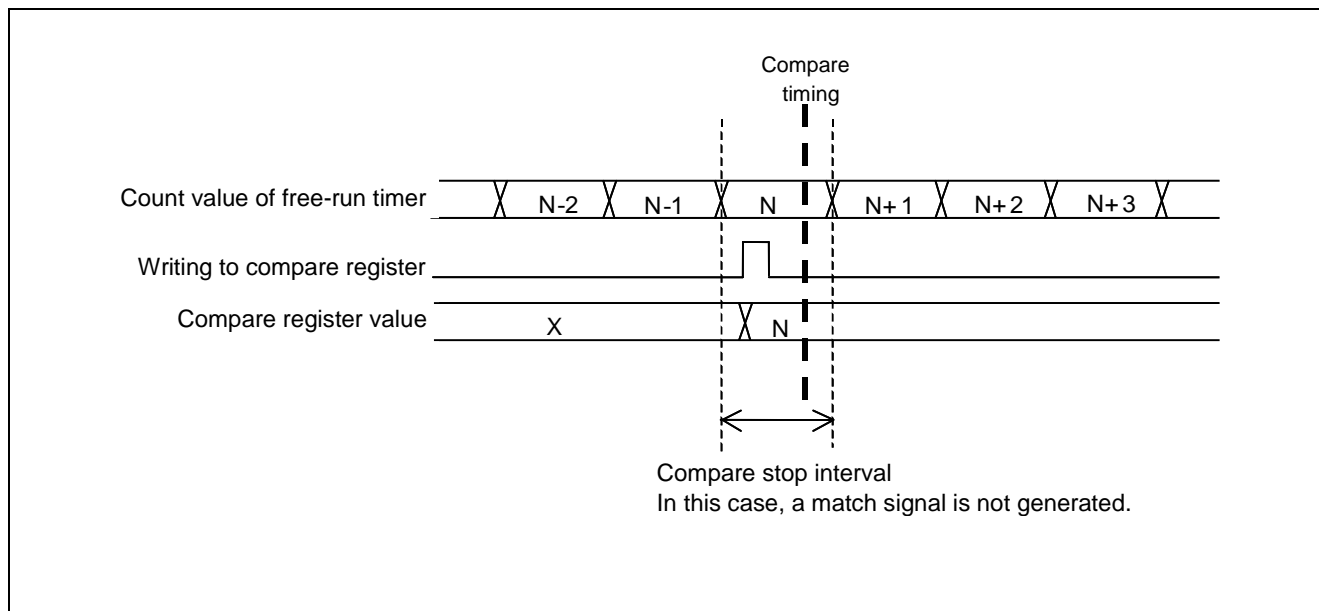 Compare
timing
Count value of free-run timer
N-2 N-1 N N+1 N+2 N+3
Writing to compare register
Compare register value
X N
Compare stop interval
In this case, a match signal is not generated.